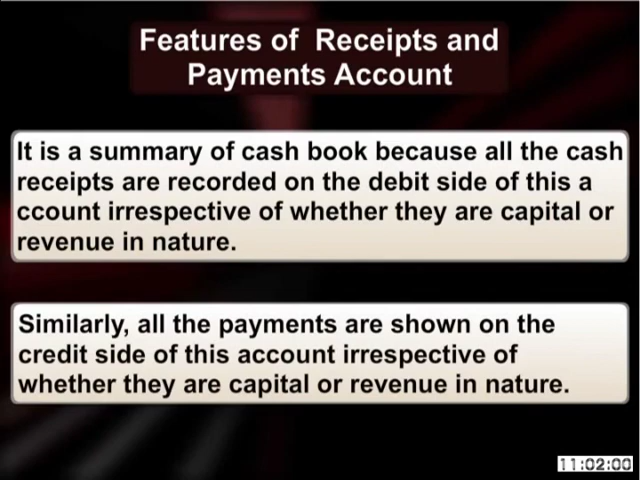 Features of Receipts and
Payments Account
It is a summary of cash book because all the cash
receipts are recorded on the debit side of this a
ccount irrespective of whether they are capital or
revenue in nature.
Similarly, all the payments are shown on the
credit side of this account irrespective of
whether they are capital or revenue in nature.
11:02:00